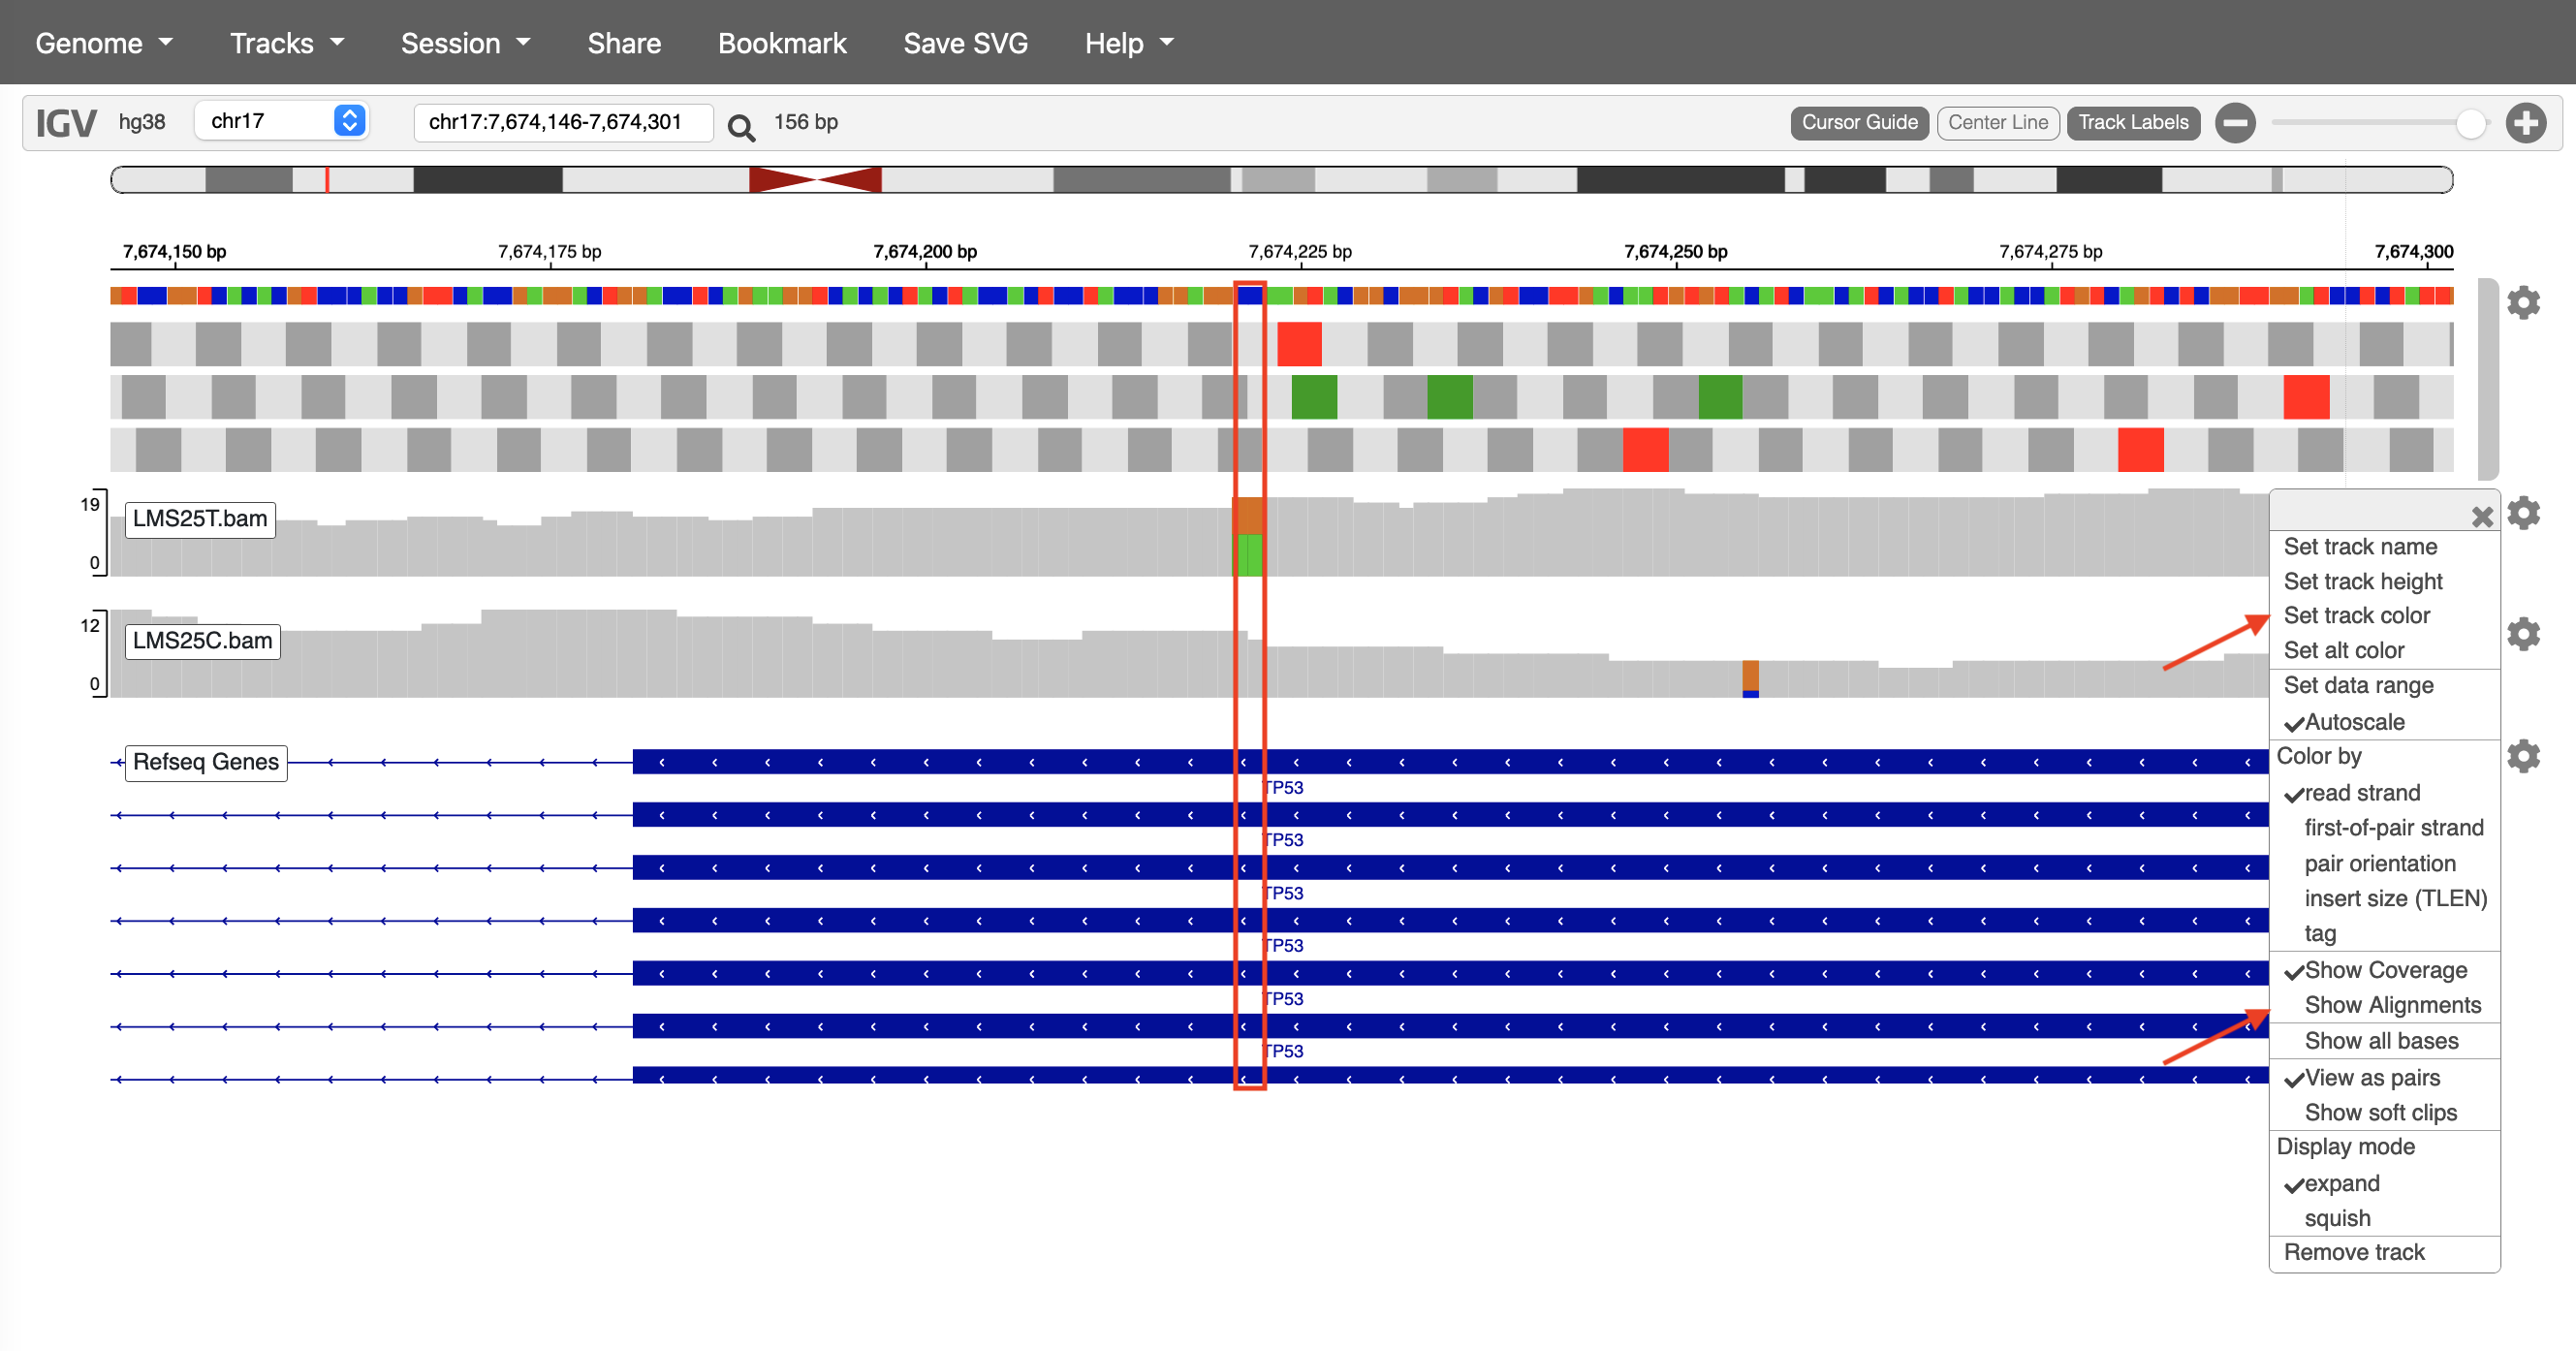 Genome Tracks Session Share Bookmark Save SVG Help
IGV hg38 chr17 chr17:7,674,146-7,674,301 156 bp Cursor Guide Center Line Track Labels
7,674,150 bp 7,674,175 bp 7,674,200 bp 7,674,225 bp 7,674,250 bp 7,674,275 bp 7,674,300
19
LMS25T.bam
0
12
LMS25C.bam
0
Refseq Genes
TP53
TP53
TP53
TP53
TP53
TP53
Set track name
Set track height
Set track color
Set alt color
Set data range
Autoscale
Color by
read strand
first-of-pair strand
pair orientation
insert size (TLEN)
tag
Show Coverage
Show Alignments
Show all bases
View as pairs
Show soft clips
Display mode
expand
squish
Remove track